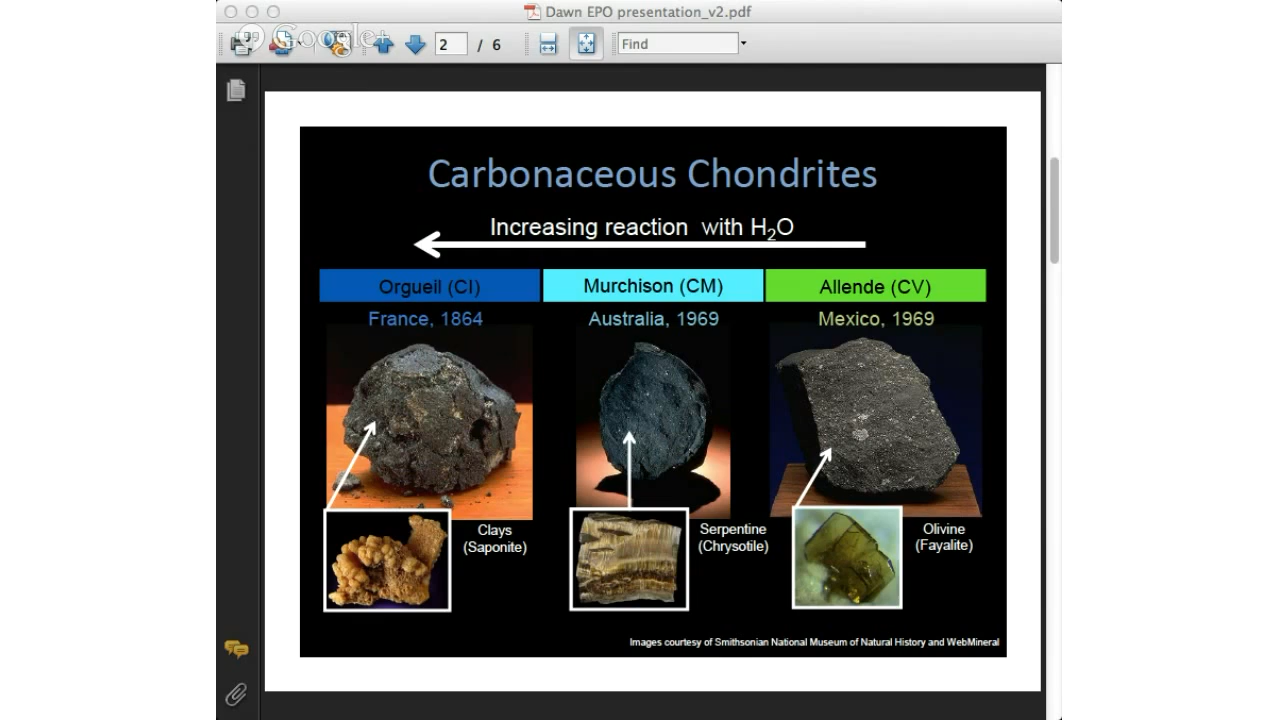 Dawn EPO presentation_v2.pdf
Google+
2 / 6
Find
Carbonaceous Chondrites
Increasing reaction with H₂O
Orgueil (CI)
Murchison (CM)
Allende (CV)
France, 1864
Australia, 1969
Mexico, 1969
Clays
(Saponite)
Serpentine
(Chrysotile)
Olivine
(Fayalite)
Images courtesy of Smithsonian National Museum of Natural History and WebMineral